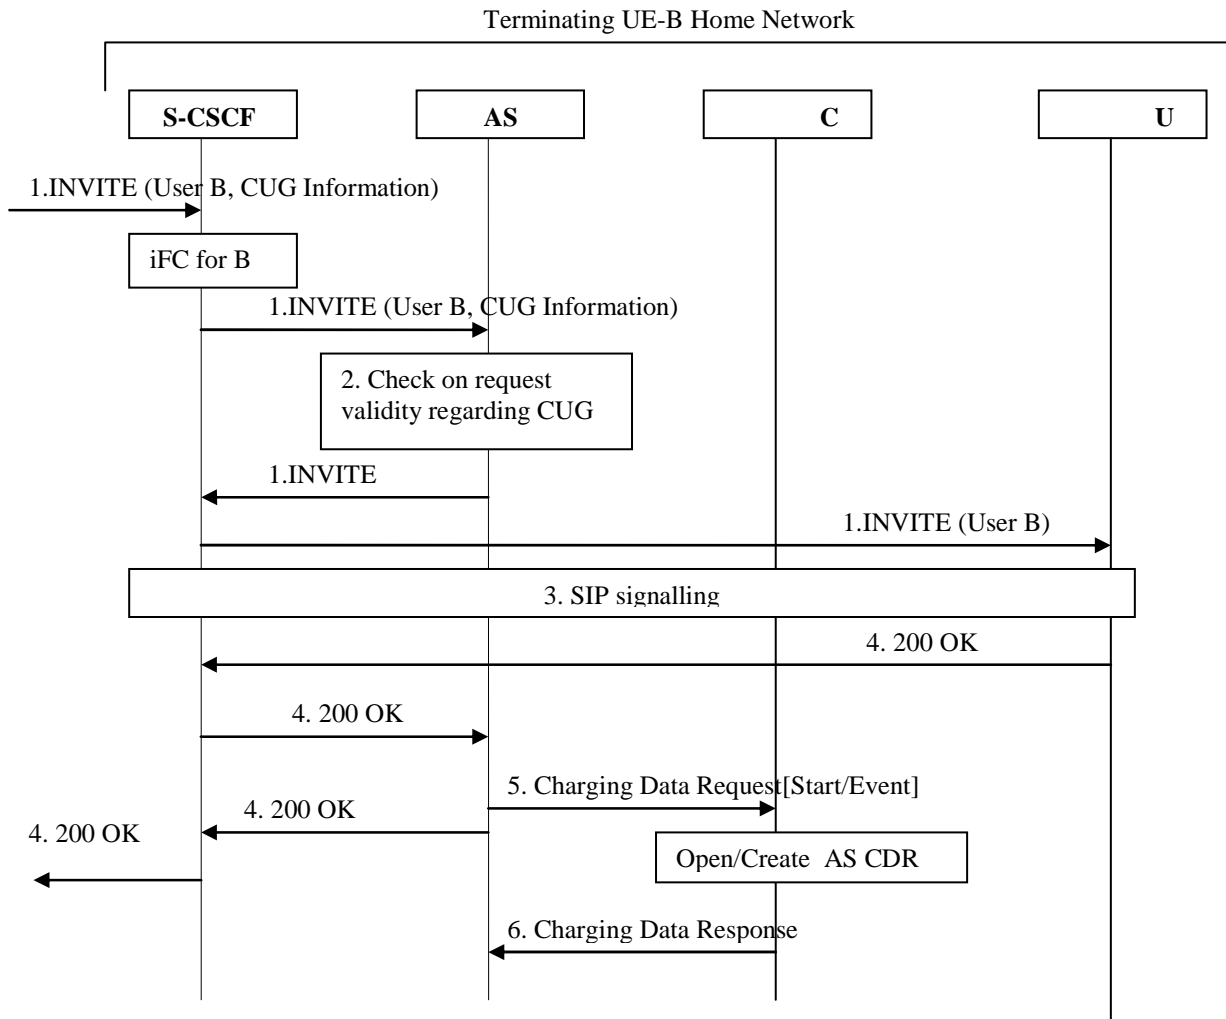 Terminating UE-B Home Network
S-CSCF
AS
C
U
1.INVITE (User B, CUG Information)
iFC for B
1.INVITE (User B, CUG Information)
2. Check on request
validity regarding CUG
1.INVITE
1.INVITE (User B)
3. SIP signalling
4. 200 OK
4. 200 OK
5. Charging Data Request[Start/Event]
4. 200 OK
4. 200 OK
Open/Create AS CDR
6. Charging Data Response